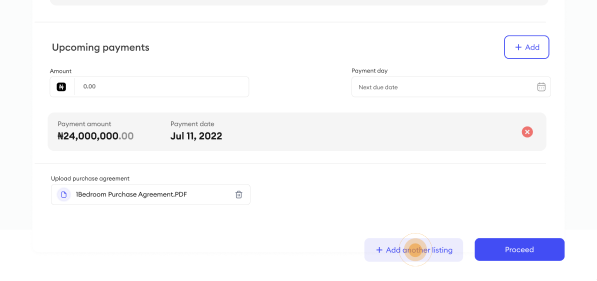 Upcoming payments
+ Add
Amount
Payment day
₦
0.00
Next due date
Payment amount
Payment date
₦24,000,000.00
Jul 11, 2022
Upload purchase agreement
1Bedroom Purchase Agreement.PDF
+ Add another listing
Proceed